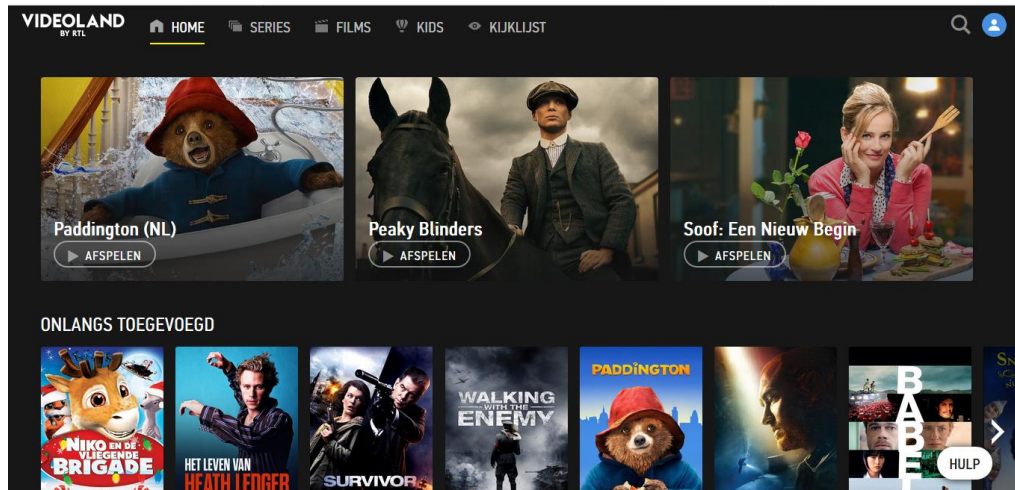 VIDEOLAND
BY RTL
HOME
SERIES
FILMS
KIDS
KIJKLIJST
Paddington (NL)
AFSPELEN
Peaky Blinders
AFSPELEN
Soof: Een Nieuw Begin
AFSPELEN
ONLANGS TOEGEVOEGD
NIKO EN DE
VLIEGENDE
BRIGADE
HET LEVEN VAN
HEATH LEDGER
SURVIVOR
WALKING
WITH THE
ENEMY
PADDINGTON
BABEL
HULP